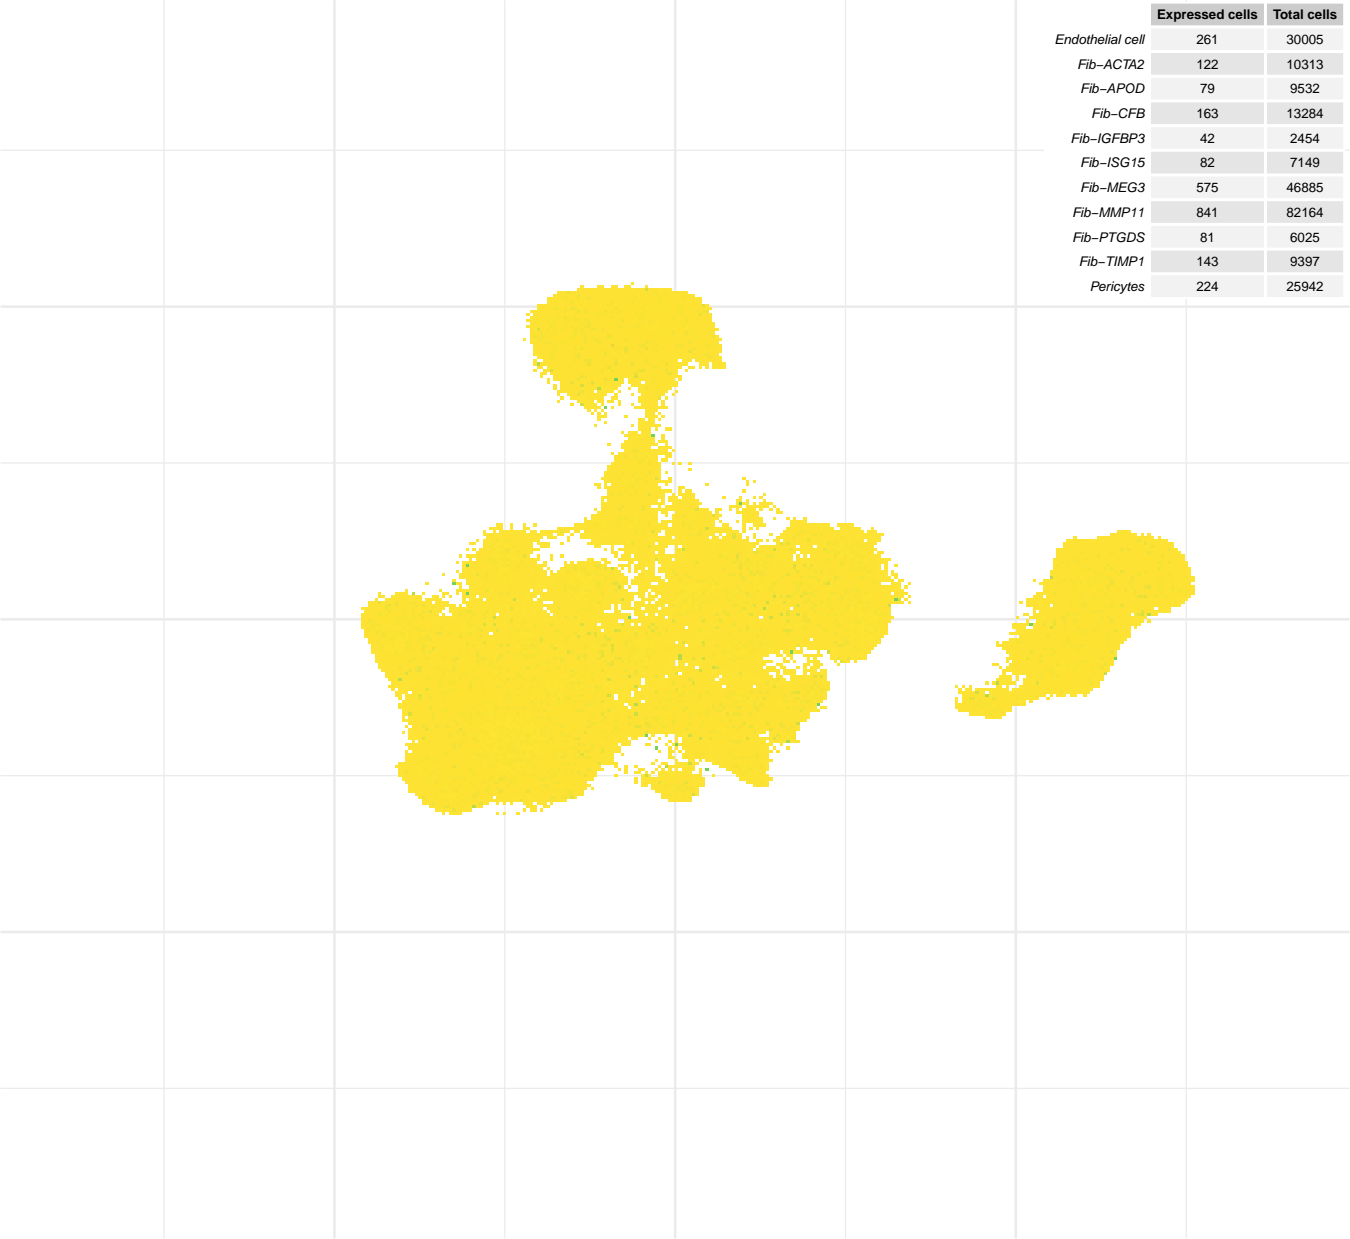 Expressed cells Total cells
Endothelial cell 261 30005
Fib−ACTA2 122 10313
Fib−APOD 79 9532
Fib−CFB 163 13284
Fib−IGFBP3 42 2454
Fib−ISG15 82 7149
Fib−MEG3 575 46885
Fib−MMP11 841 82164
Fib−PTGDS 81 6025
Fib−TIMP1 143 9397
Pericytes 224 25942